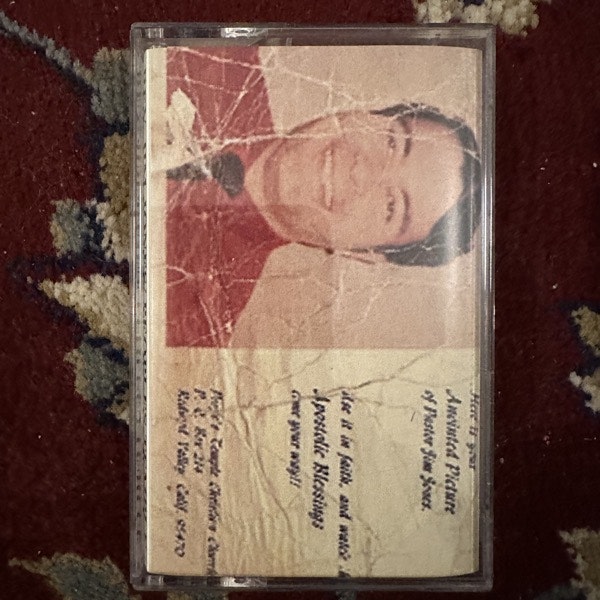 Here is your
Anointed Picture
of Pastor Jim Jones.
Use it in faith, and watch
Apostolic Blessings
come your way!!
People's Temple Christian Church
P. O. Box 214
Redwood Valley, Calif. 95470